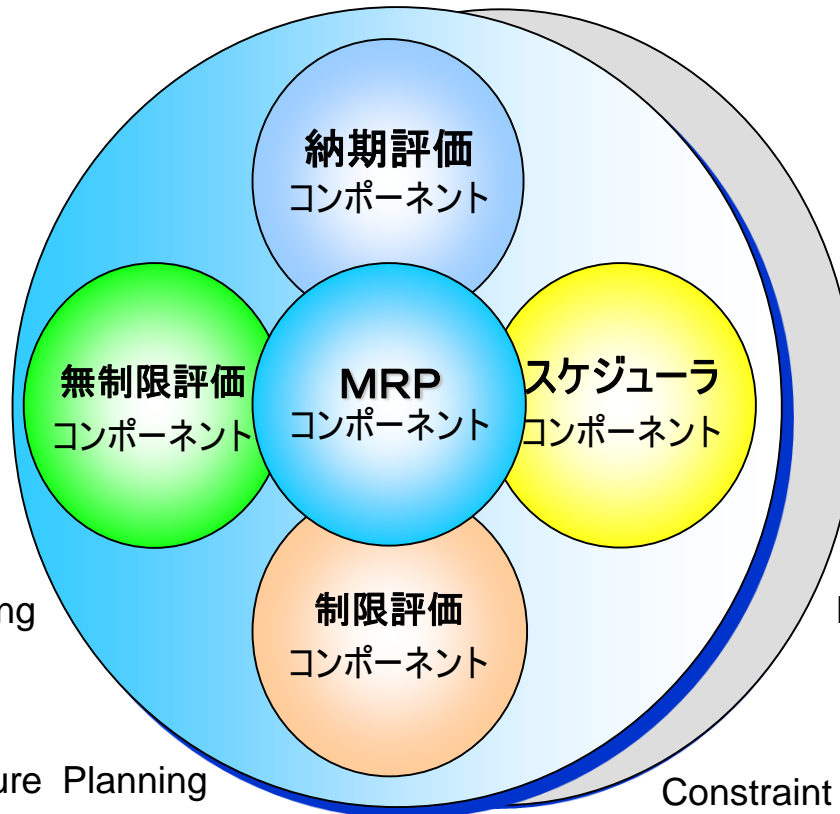 納期評価
コンポーネント
無制限評価
コンポーネント
MRP
コンポーネント
スケジューラ
コンポーネント
制限評価
コンポーネント
ng
ure Planning
Constraint